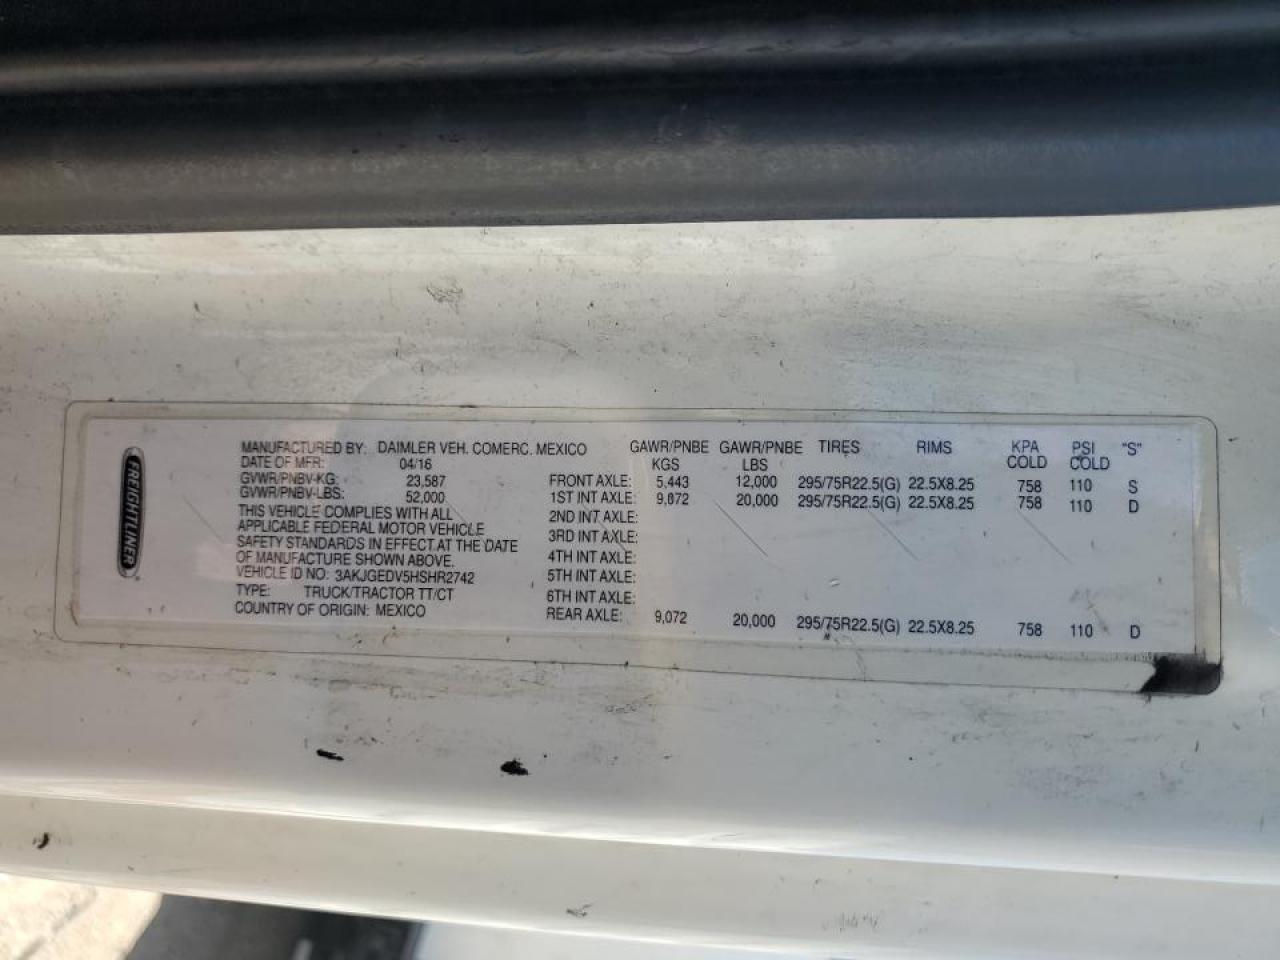 FREIGHTLINER
MANUFACTURED BY: DAIMLER VEH. COMERC. MEXICO
DATE OF MFR: 04/16
GVWR/PNBV-KG: 23,587
GVWR/PNBV-LBS: 52,000
THIS VEHICLE COMPLIES WITH ALL
APPLICABLE FEDERAL MOTOR VEHICLE
SAFETY STANDARDS IN EFFECT AT THE DATE
OF MANUFACTURE SHOWN ABOVE.
VEHICLE ID NO: 3AKJGEDV5HSHR2742
TYPE: TRUCK/TRACTOR TT/CT
COUNTRY OF ORIGIN: MEXICO
GAWR/PNBE GAWR/PNBE TIRES RIMS KPA PSI "S"
KGS LBS COLD COLD
FRONT AXLE: 5,443 12,000 295/75R22.5(G) 22.5X8.25 758 110 S
1ST INT AXLE: 9,072 20,000 295/75R22.5(G) 22.5X8.25 758 110 D
2ND INT AXLE:
3RD INT AXLE:
4TH INT AXLE:
5TH INT AXLE:
6TH INT AXLE:
REAR AXLE: 9,072 20,000 295/75R22.5(G) 22.5X8.25 758 110 D